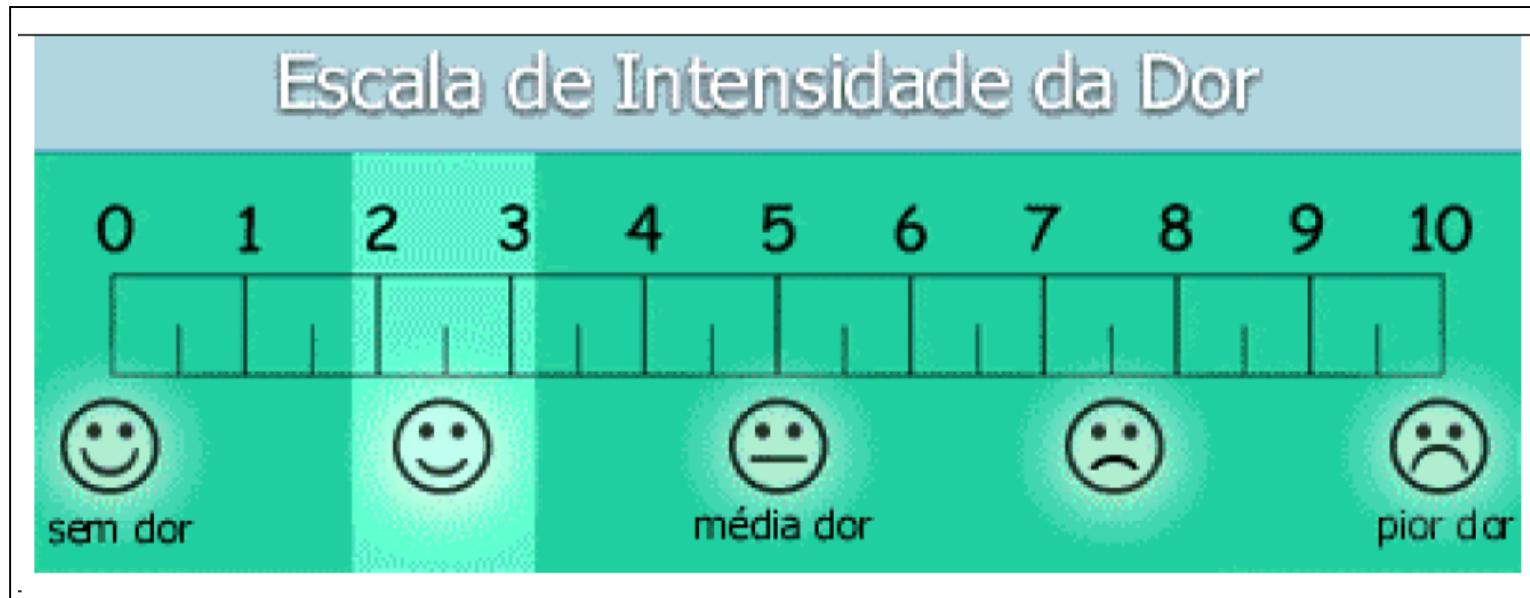 Escala de Intensidade da Dor
0 1 2 3 4 5 6 7 8 9 10
sem dor média dor pior dor